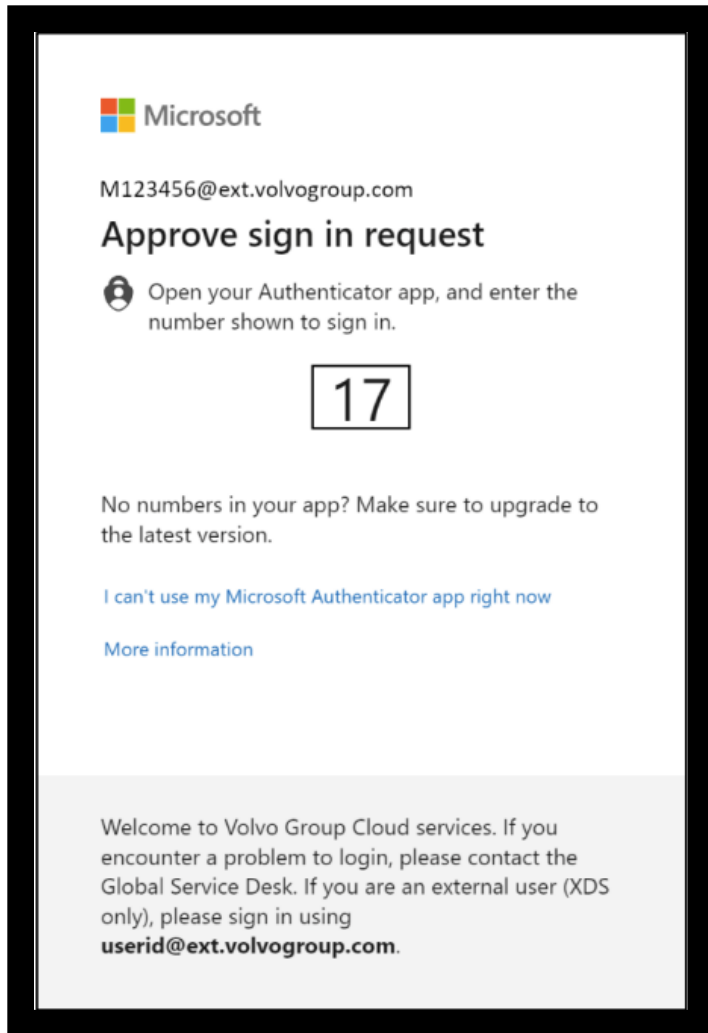 Microsoft
M123456@ext.volvogroup.com
Approve sign in request
Open your Authenticator app, and enter the
number shown to sign in.
17
No numbers in your app? Make sure to upgrade to
the latest version.
I can't use my Microsoft Authenticator app right now
More information
Welcome to Volvo Group Cloud services. If you
encounter a problem to login, please contact the
Global Service Desk. If you are an external user (XDS
only), please sign in using
userid@ext.volvogroup.com.